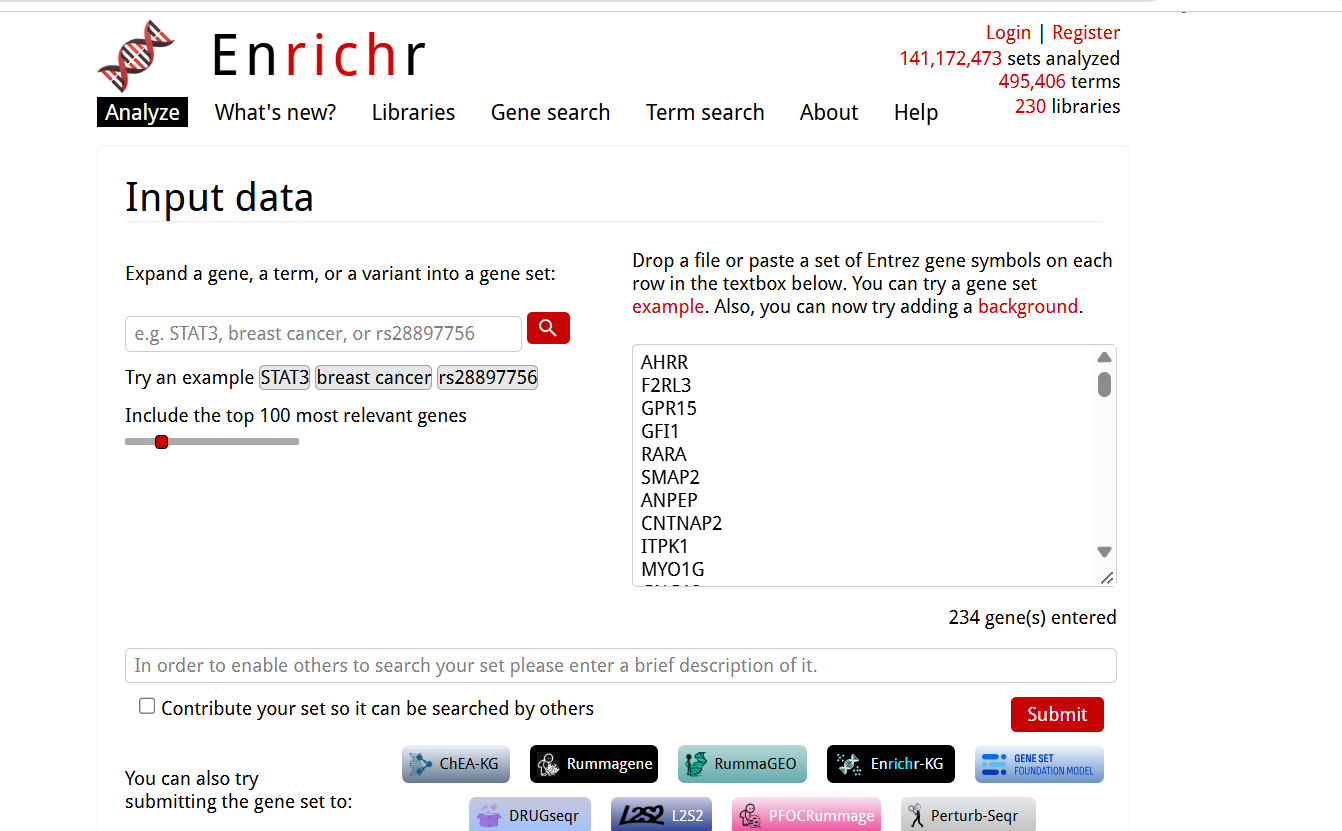 Enrichr
Login | Register
141,172,473 sets analyzed
495,406 terms
230 libraries
Analyze What's new? Libraries Gene search Term search About Help
Input data
Expand a gene, a term, or a variant into a gene set:
e.g. STAT3, breast cancer, or rs28897756
Try an example STAT3 breast cancer rs28897756
Include the top 100 most relevant genes
Drop a file or paste a set of Entrez gene symbols on each
row in the textbox below. You can try a gene set
example. Also, you can now try adding a background.
AHRR
F2RL3
GPR15
GFI1
RARA
SMAP2
ANPEP
CNTNAP2
ITPK1
MYO1G
234 gene(s) entered
In order to enable others to search your set please enter a brief description of it.
Contribute your set so it can be searched by others
Submit
You can also try
submitting the gene set to:
ChEA-KG Rummagene RummaGEO Enrichr-KG GENE SET
FOUNDATION MODEL
DRUGseqr L2S2 L2S2 PFOCRummage Perturb-Seqr